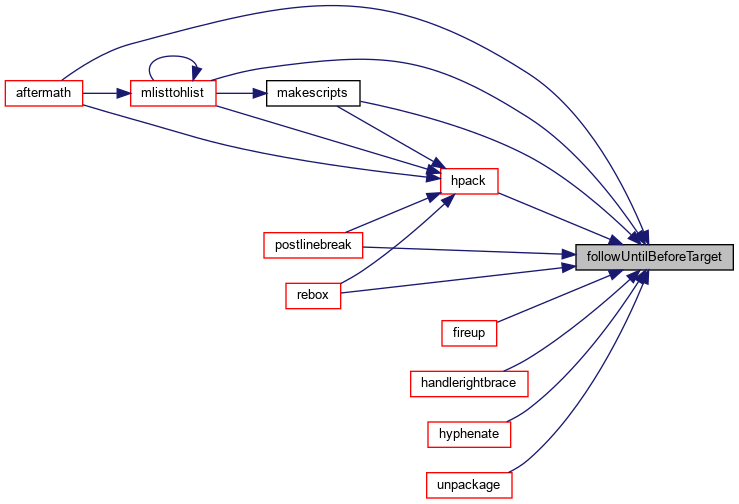 aftermath
mlisttohlist
makescripts
hpack
postlinebreak
followUntilBeforeTarget
rebox
fireup
handlerightbrace
hyphenate
unpackage